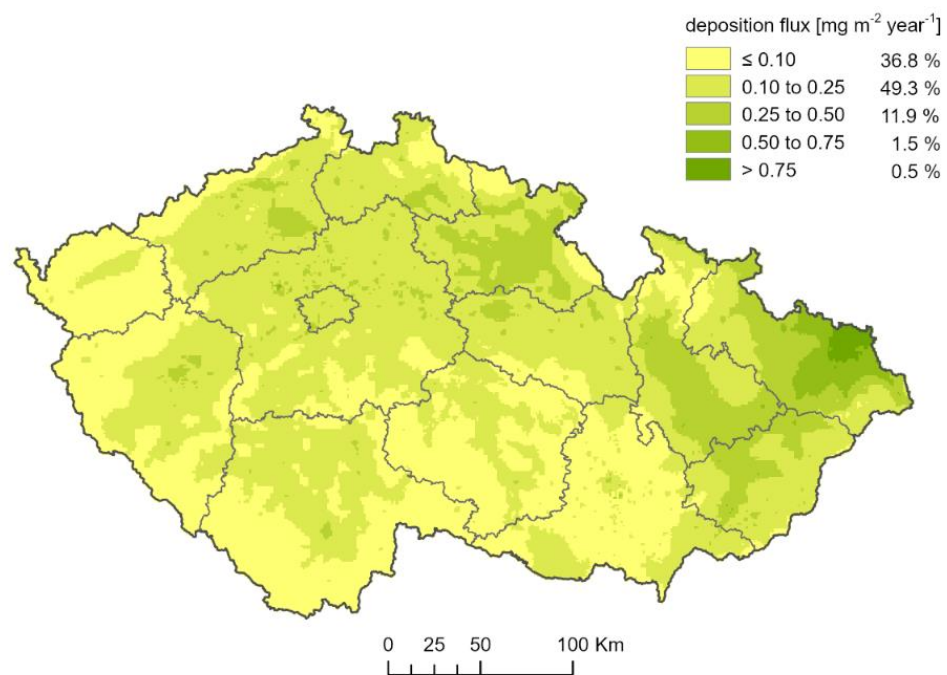 deposition flux [mg m⁻² year⁻¹]
≤ 0.10 36.8 %
0.10 to 0.25 49.3 %
0.25 to 0.50 11.9 %
0.50 to 0.75 1.5 %
> 0.75 0.5 %
0 25 50 100 Km